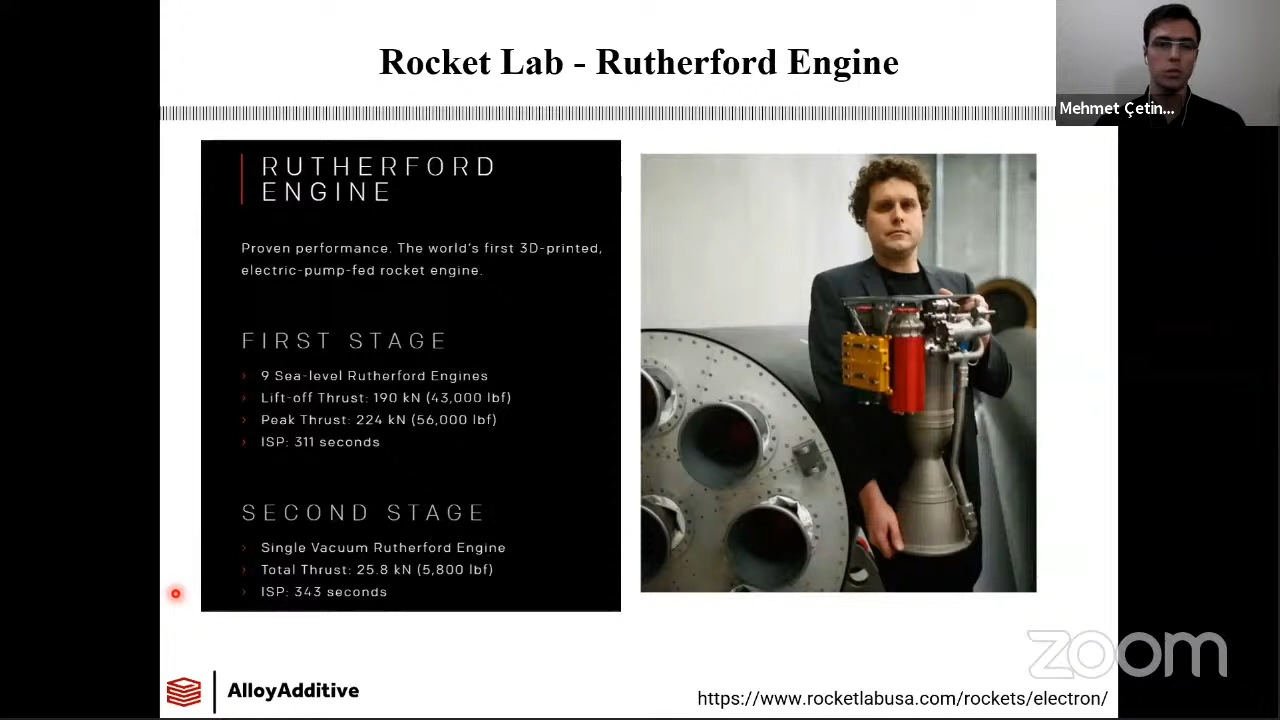 Rocket Lab - Rutherford Engine
Mehmet Çetin...
RUTHERFORD
ENGINE
Proven performance. The world's first 3D-printed,
electric-pump-fed rocket engine.
FIRST STAGE
› 9 Sea-level Rutherford Engines
› Lift-off Thrust: 190 kN (43,000 lbf)
› Peak Thrust: 224 kN (56,000 lbf)
› ISP: 311 seconds
SECOND STAGE
› Single Vacuum Rutherford Engine
› Total Thrust: 25.8 kN (5,800 lbf)
› ISP: 343 seconds
zoom
AlloyAdditive
https://www.rocketlabusa.com/rockets/electron/